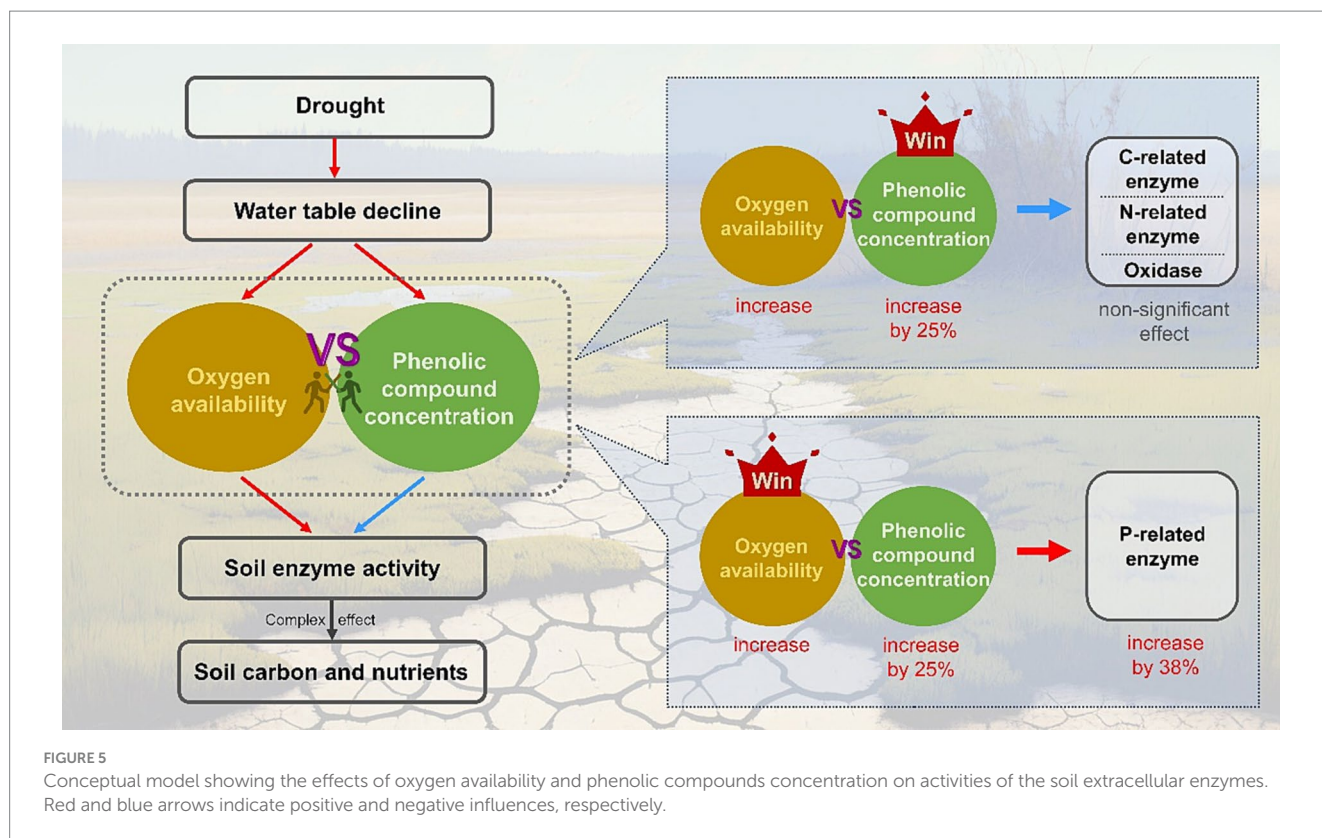 Drought
Water table decline
Oxygen
availability
VS
Phenolic
compound
concentration
Soil enzyme activity
Complex effect
Soil carbon and nutrients
Win
Oxygen
availability
VS
Phenolic
compound
concentration
increase
increase
by 25%
C-related
enzyme
N-related
enzyme
Oxidase
non-significant
effect
Win
Oxygen
availability
VS
Phenolic
compound
concentration
increase
increase
by 25%
P-related
enzyme
increase
by 38%
FIGURE 5
Conceptual model showing the effects of oxygen availability and phenolic compounds concentration on activities of the soil extracellular enzymes.
Red and blue arrows indicate positive and negative influences, respectively.